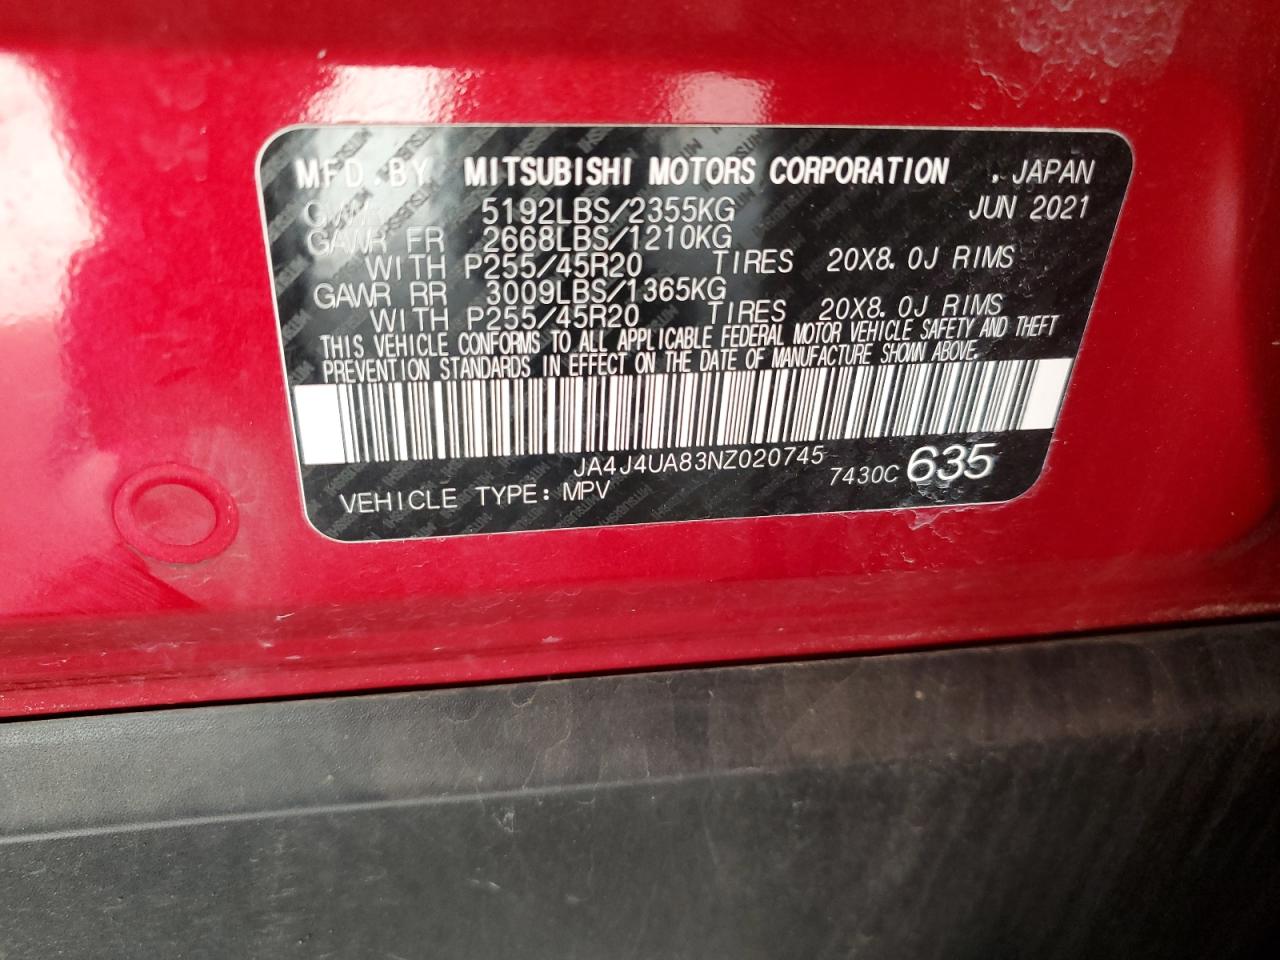 MFD.BY MITSUBISHI MOTORS CORPORATION , JAPAN
5192LBS/2355KG JUN 2021
GAWR FR 2668LBS/1210KG
WITH P255/45R20 TIRES 20X8.0J RIMS
GAWR RR 3009LBS/1365KG
WITH P255/45R20 TIRES 20X8.0J RIMS
THIS VEHICLE CONFORMS TO ALL APPLICABLE FEDERAL MOTOR VEHICLE SAFETY AND THEFT
PREVENTION STANDARDS IN EFFECT ON THE DATE OF MANUFACTURE SHOWN ABOVE.
JA4J4UA83NZ020745
VEHICLE TYPE: MPV 7430C 635